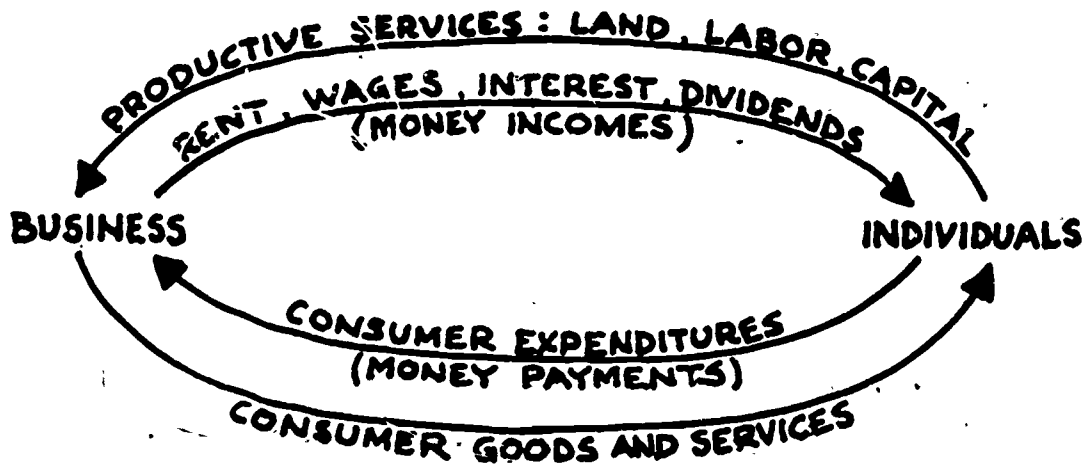 PRODUCTIVE SERVICES: LAND, LABOR, CAPITAL
RENT, WAGES, INTEREST, DIVIDENDS
(MONEY INCOMES)
BUSINESS
INDIVIDUALS
CONSUMER EXPENDITURES
(MONEY PAYMENTS)
CONSUMER GOODS AND SERVICES